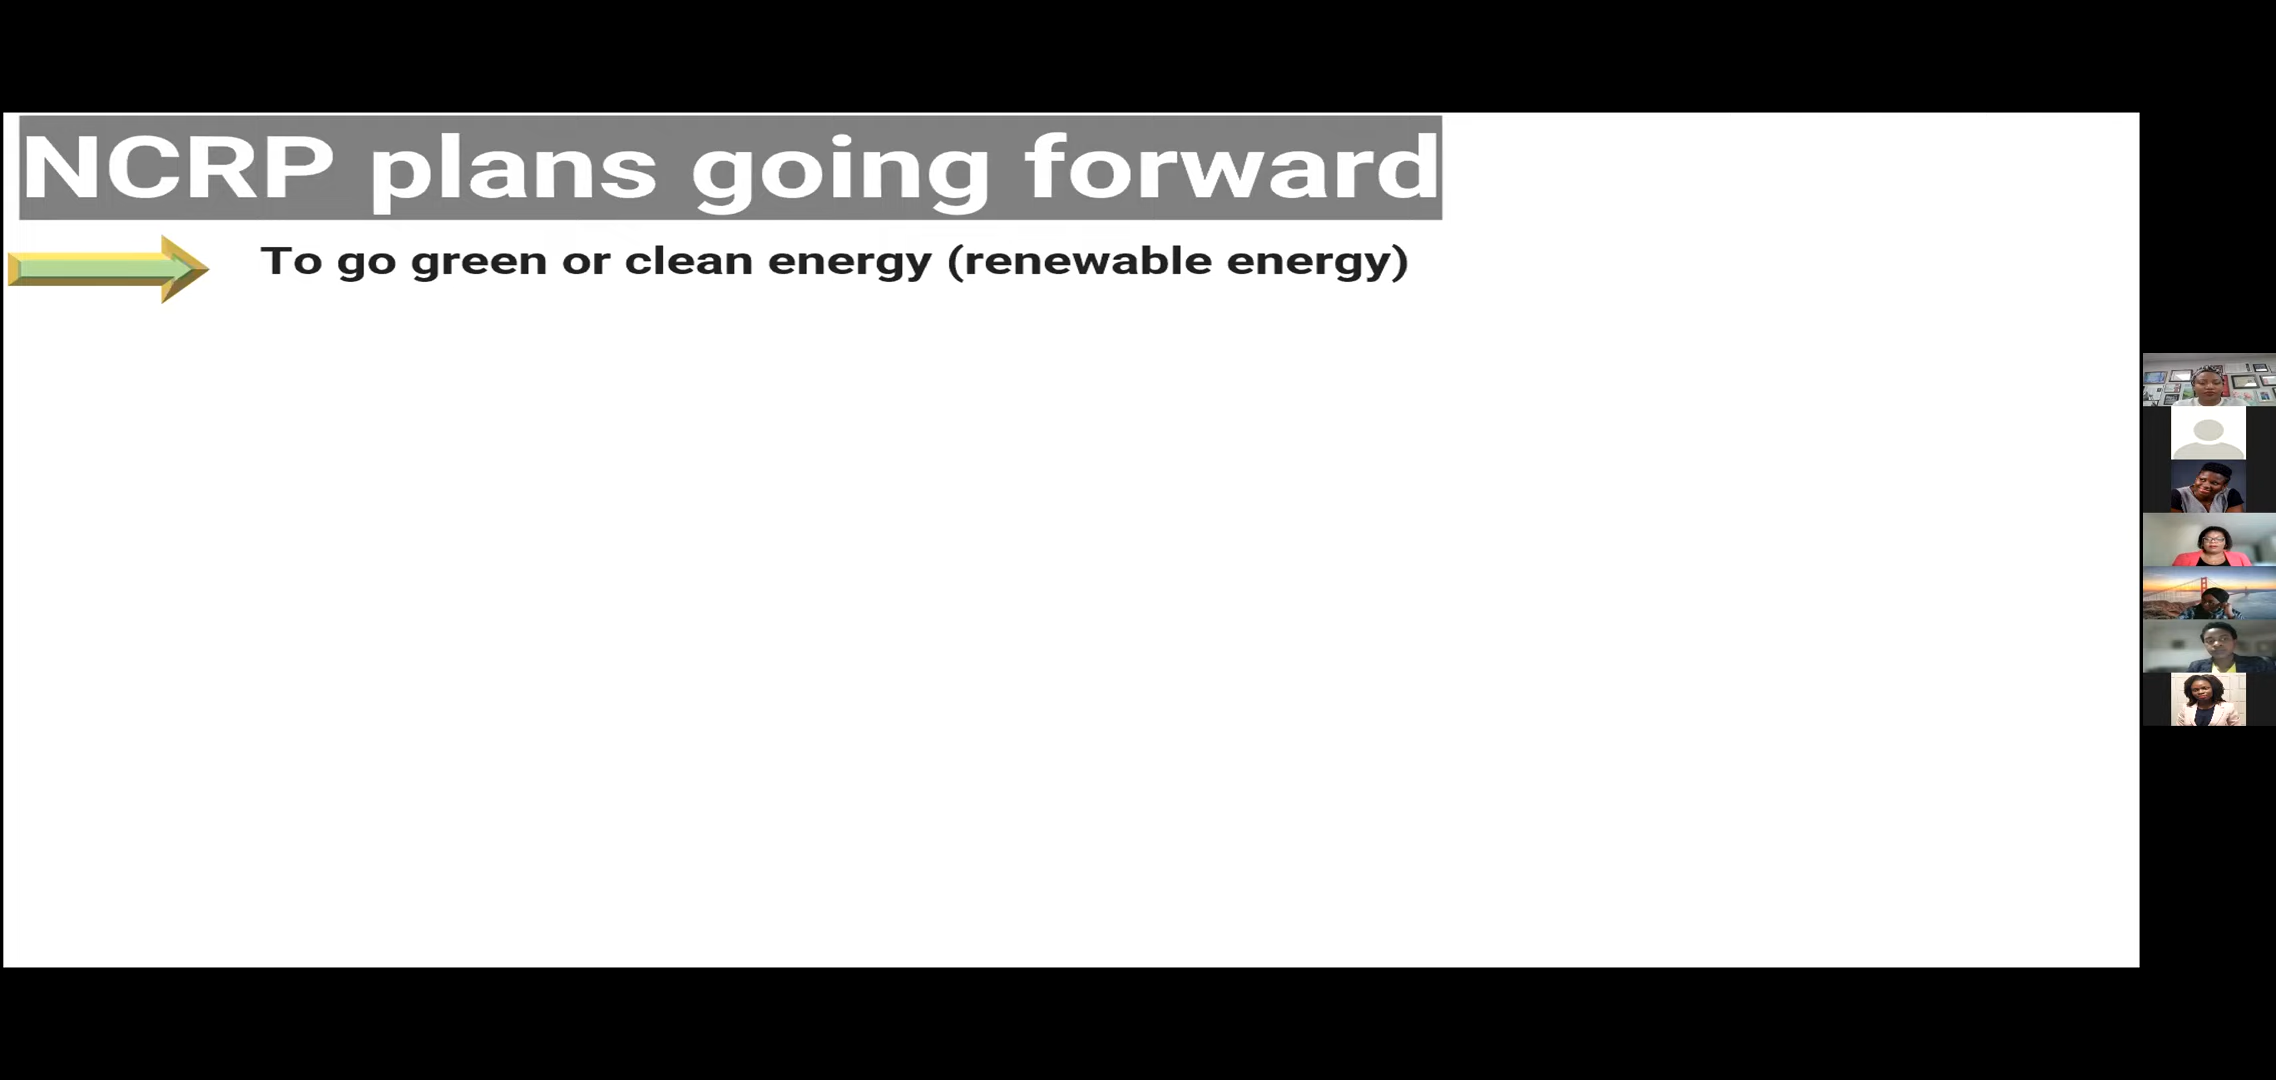 NCRP plans going forward
To go green or clean energy (renewable energy)